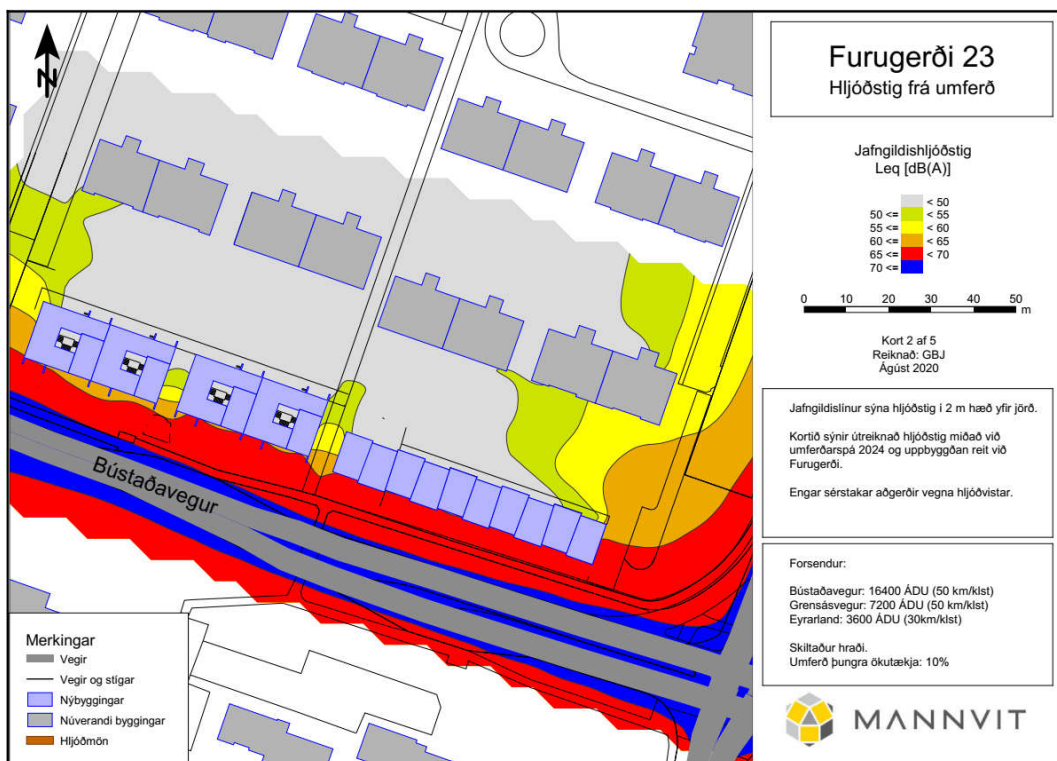 N
Bústaðavegur
Merkingar
Vegir
Vegir og stígar
Nýbyggingar
Núverandi byggingar
Hljóðmön
Furugerði 23
Hljóðstig frá umferð
Jafngildishljóðstig
Leq [dB(A)]
< 50
50 <= < 55
55 <= < 60
60 <= < 65
65 <= < 70
70 <=
0 10 20 30 40 50
m
Kort 2 af 5
Reiknað: GBJ
Ágúst 2020
Jafngildislínur sýna hljóðstig í 2 m hæð yfir jörð.
Kortið sýnir útreiknað hljóðstig miðað við
umferðarspá 2024 og uppbyggðan reit við
Furugerði.
Engar sérstakar aðgerðir vegna hljóðvistar.
Forsendur:
Bústaðavegur: 16400 ÁDU (50 km/klst)
Grensásvegur: 7200 ÁDU (50 km/klst)
Eyrarland: 3600 ÁDU (30km/klst)
Skiltaður hraði.
Umferð þungra ökutækja: 10%
MANNVIT